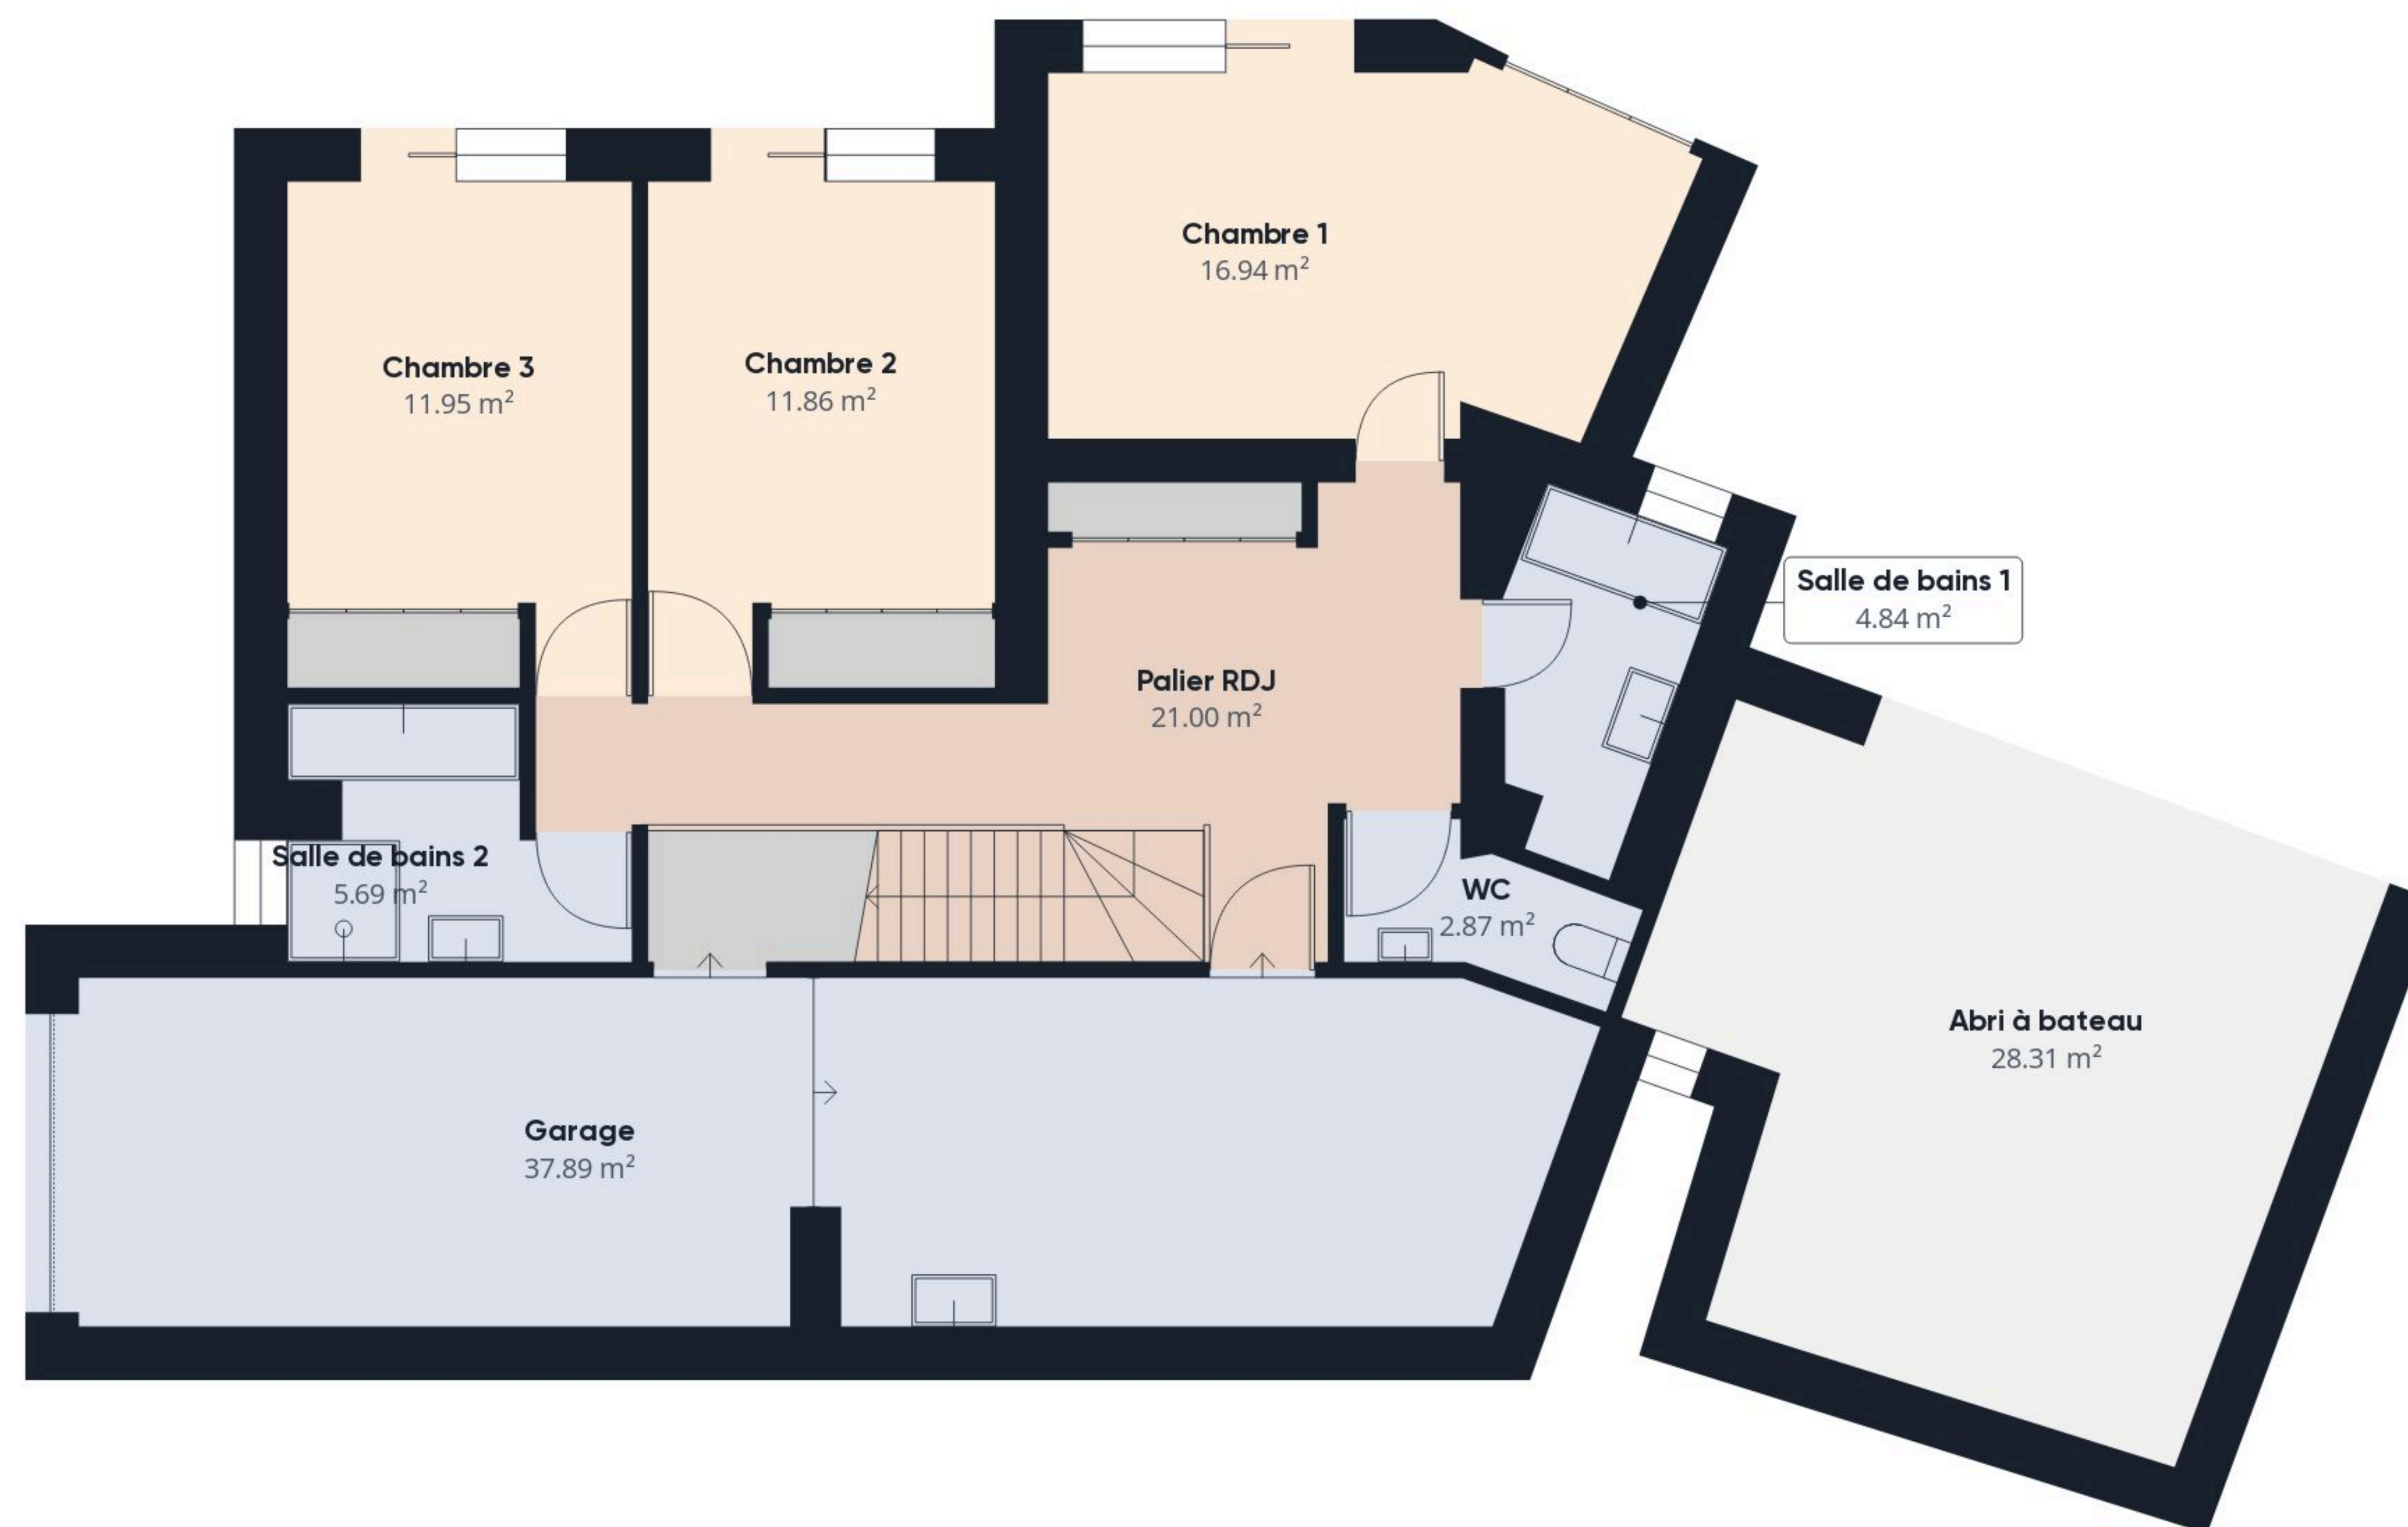 Chambre 1
16.94 m²
Chambre 3
11.95 m²
Chambre 2
11.86 m²
Salle de bains 1
4.84 m²
Palier RDJ
21.00 m²
Salle de bains 2
5.69 m²
WC
2.87 m²
Abri à bateau
28.31 m²
Garage
37.89 m²